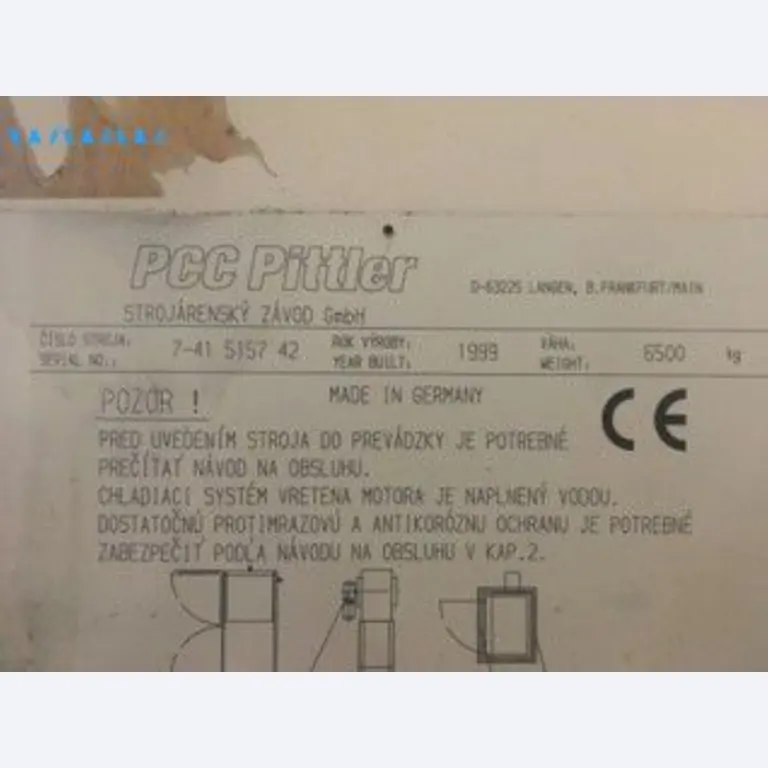 PCC Pittler
D-63225 LANGEN, B.FRANKFURT/MAIN
STROJÁRENSKÝ ZÁVOD GmbH
ČÍSLO STROJA: 7-41 5157 42 ROK VÝROBY: 1999 VÁHA: 6500 kg
SERIAL NO.: YEAR BUILT: WEIGHT:
POZOR ! MADE IN GERMANY CE
PRED UVEDENÍM STROJA DO PREVÁDZKY JE POTREBNÉ
PREČÍTAŤ NÁVOD NA OBSLUHU.
CHLADIACI SYSTÉM VRETENA MOTORA JE NAPLNENÝ VODOU.
DOSTATOČNÚ PROTIMRAZOVÚ A ANTIKORÓZNU OCHRANU JE POTREBNÉ
ZABEZPEČIŤ PODĽA NÁVODU NA OBSLUHU V KAP.2.